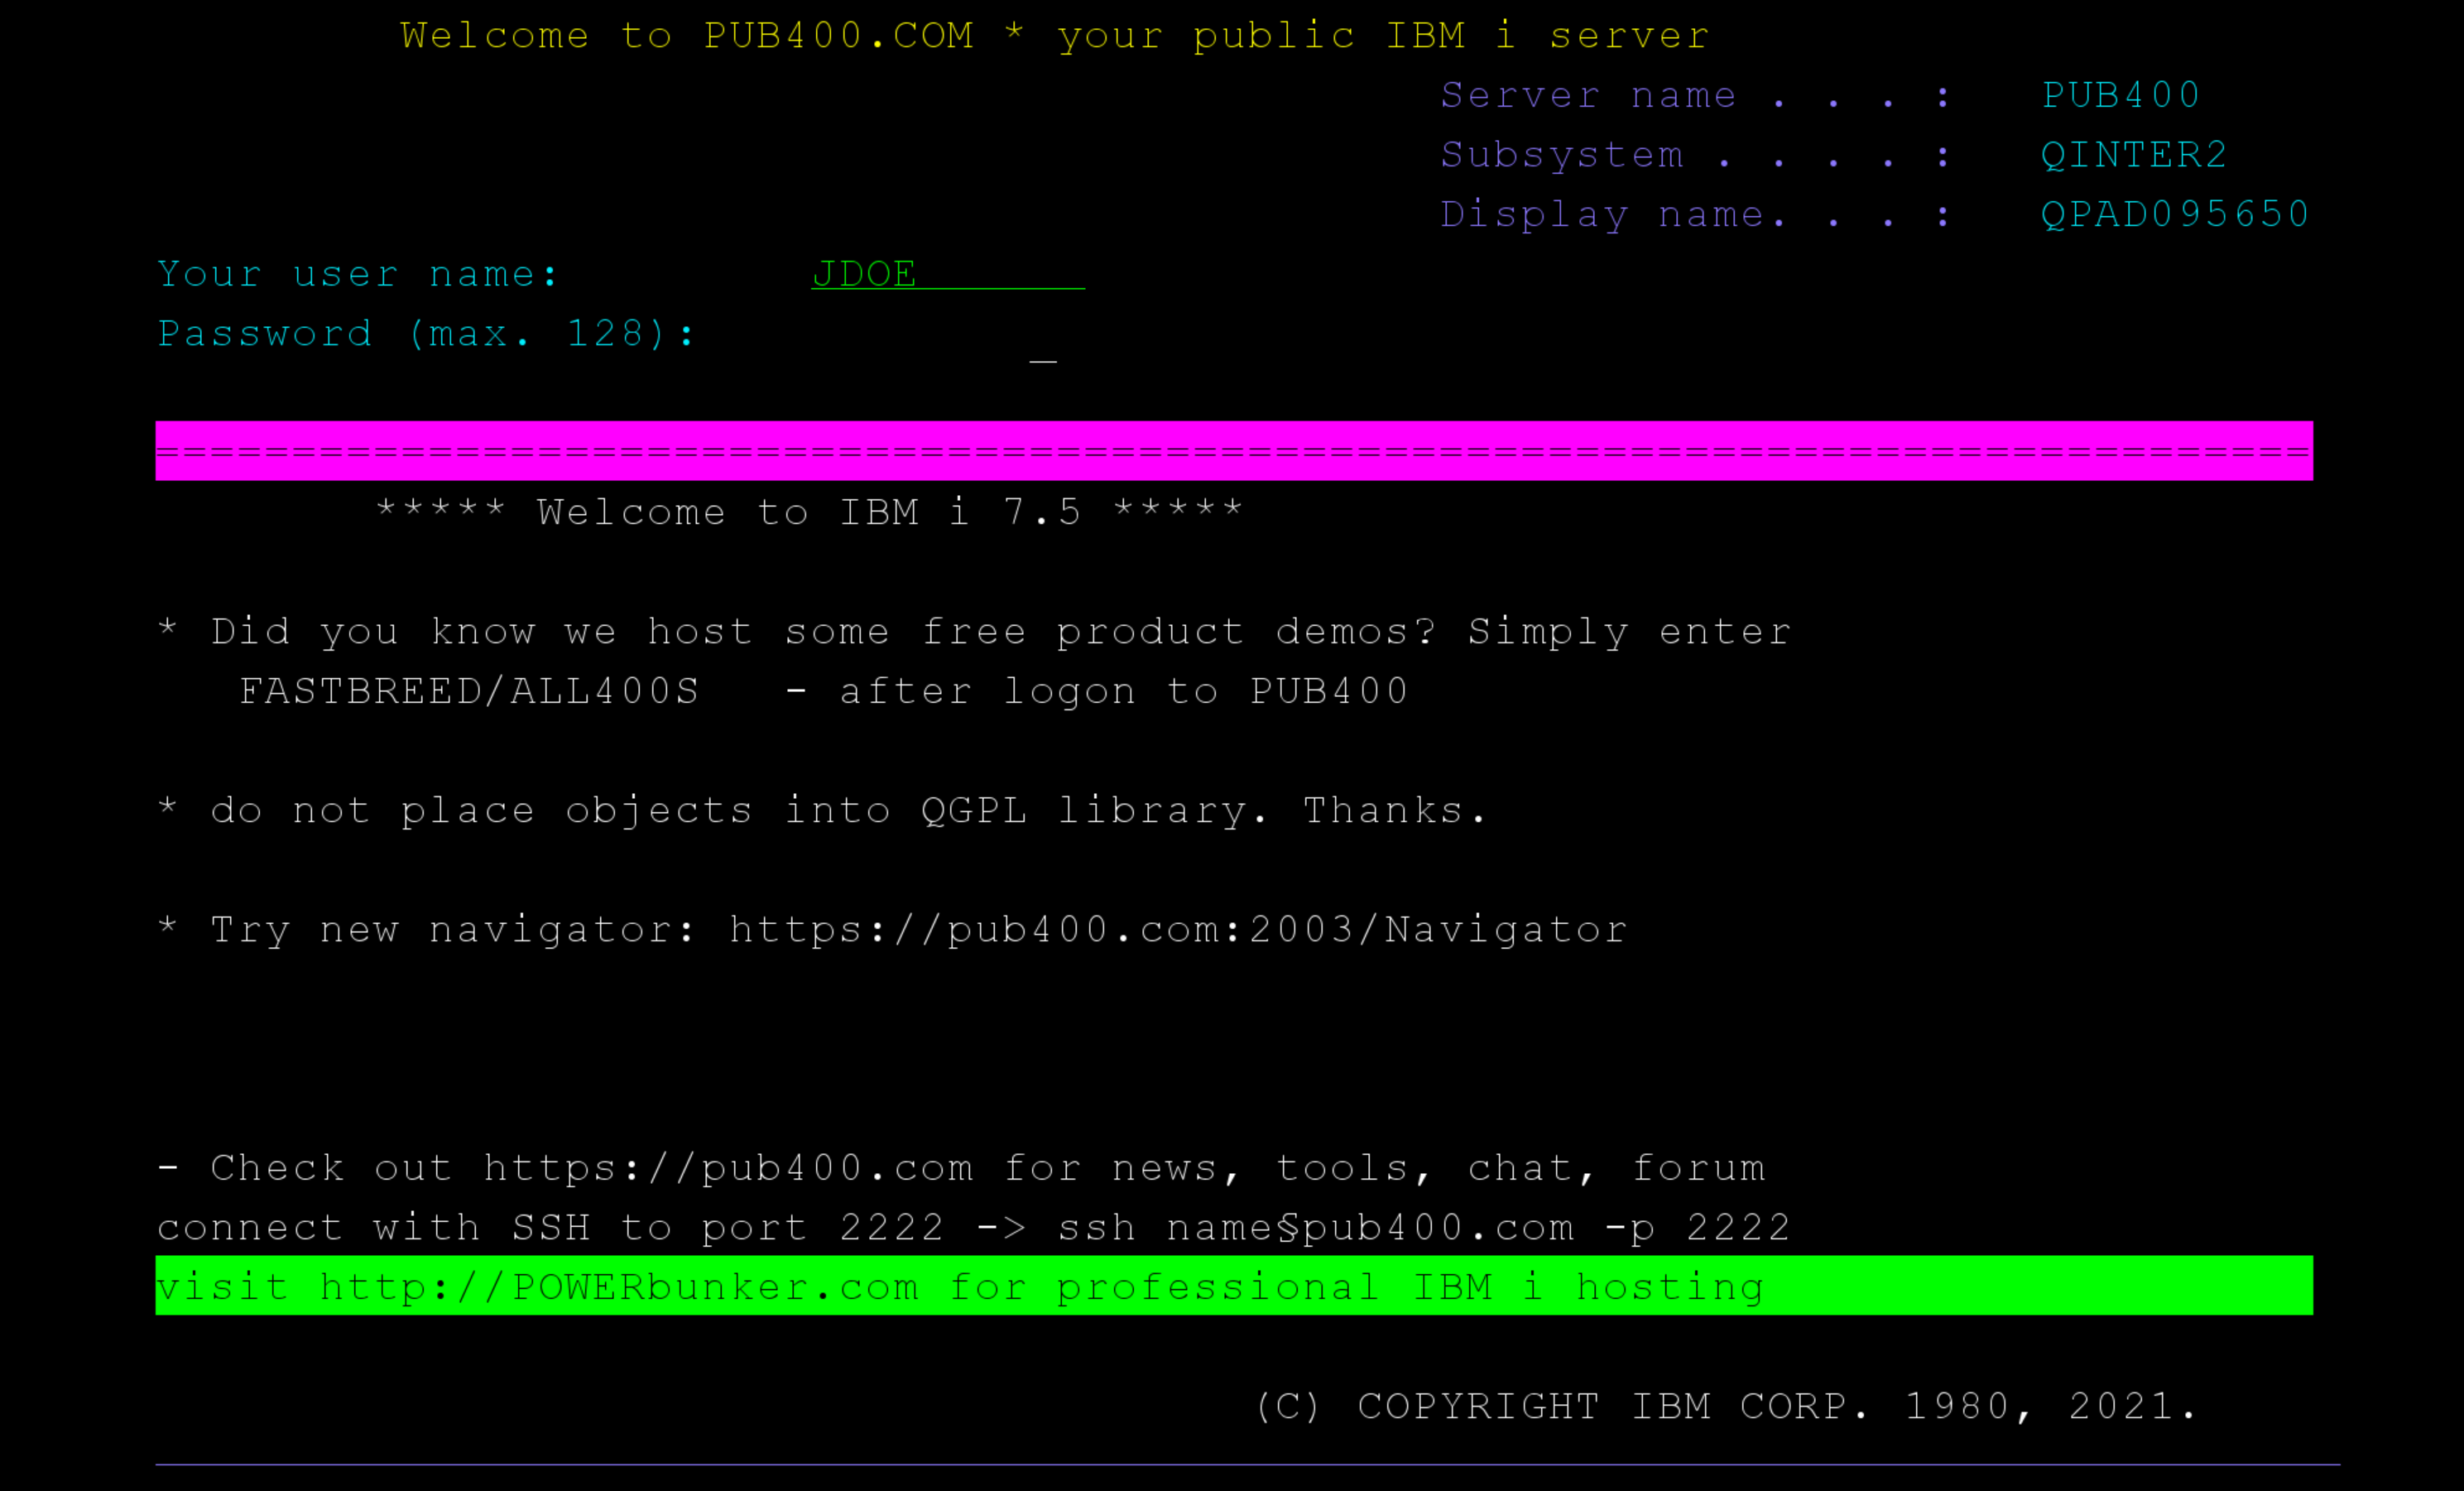 Welcome to PUB400.COM * your public IBM i server
Server name . . . : PUB400
Subsystem . . . . : QINTER2
Display name. . . : QPAD095650
Your user name: JDOE
Password (max. 128):
===============================================================================
***** Welcome to IBM i 7.5 *****
* Did you know we host some free product demos? Simply enter
FASTBREED/ALL400S - after logon to PUB400
* do not place objects into QGPL library. Thanks.
* Try new navigator: https://pub400.com:2003/Navigator
- Check out https://pub400.com for news, tools, chat, forum
connect with SSH to port 2222 -> ssh name§pub400.com -p 2222
visit http://POWERbunker.com for professional IBM i hosting
(C) COPYRIGHT IBM CORP. 1980, 2021.